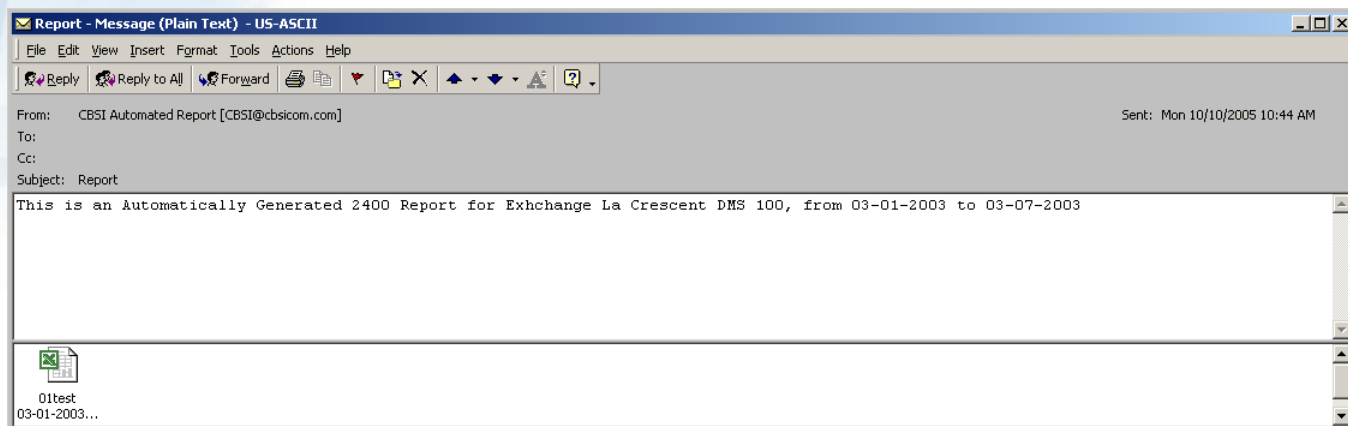 Report - Message (Plain Text) - US-ASCII
File Edit View Insert Format Tools Actions Help
Reply Reply to All Forward
From: CBSI Automated Report [CBSI@cbsicom.com] Sent: Mon 10/10/2005 10:44 AM
To:
Cc:
Subject: Report
This is an Automatically Generated 2400 Report for Exhchange La Crescent DMS 100, from 03-01-2003 to 03-07-2003
01test
03-01-2003...